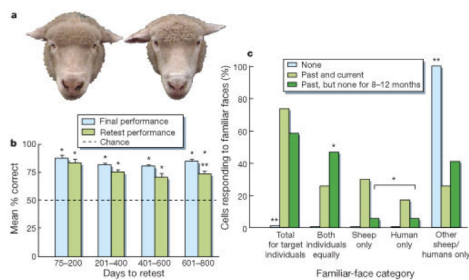 a
b
Final performance
Retest performance
Chance
Mean % correct
100
75
50
25
0
* * * * * * * *
**
75–200 201–400 401–600 601–800
Days to retest
c
None
Past and current
Past, but none for 8–12 months
Cells responding to familiar faces (%)
100
80
60
40
20
0
**
*
*
**
Total for target individuals
Both individuals equally
Sheep only
Human only
Other sheep/ humans only
Familiar-face category